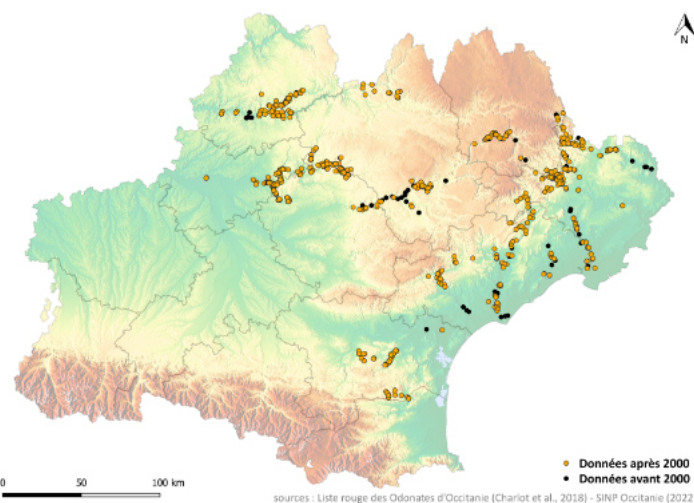 N
0 50 100 km
Données après 2000
Données avant 2000
sources : Liste rouge des Odonates d'Occitanie (Charlot et al., 2018) - SINP Occitanie (2022